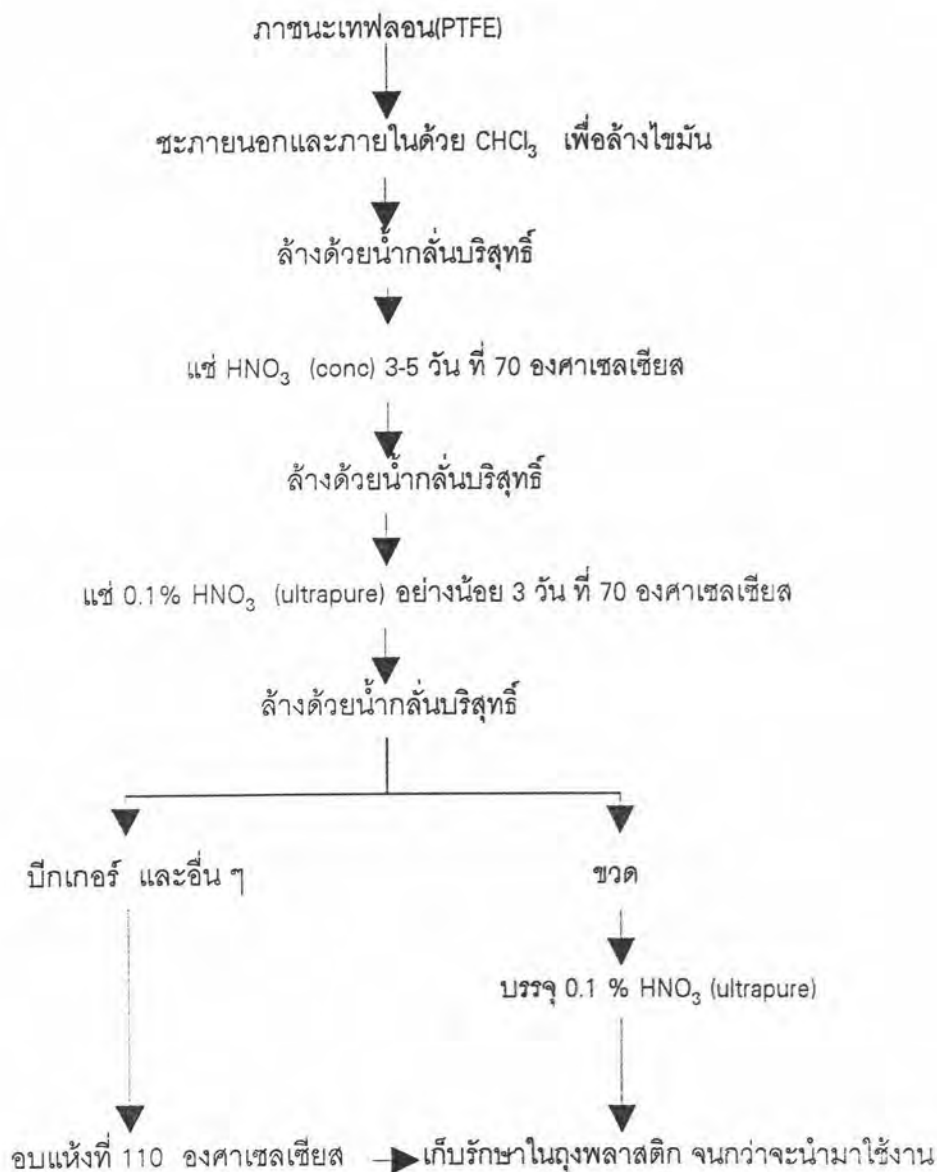 ภาชนะเทฟลอน(PTFE)
ชะภายนอกและภายในด้วย CHCl₃ เพื่อล้างไขมัน
ล้างด้วยน้ำกลั่นบริสุทธิ์
แช่ HNO₃ (conc) 3-5 วัน ที่ 70 องศาเซลเซียส
ล้างด้วยน้ำกลั่นบริสุทธิ์
แช่ 0.1% HNO₃ (ultrapure) อย่างน้อย 3 วัน ที่ 70 องศาเซลเซียส
ล้างด้วยน้ำกลั่นบริสุทธิ์
บีกเกอร์ และอื่น ๆ
ขวด
บรรจุ 0.1 % HNO₃ (ultrapure)
อบแห้งที่ 110 องศาเซลเซียส
เก็บรักษาในถุงพลาสติก จนกว่าจะนำมาใช้งาน